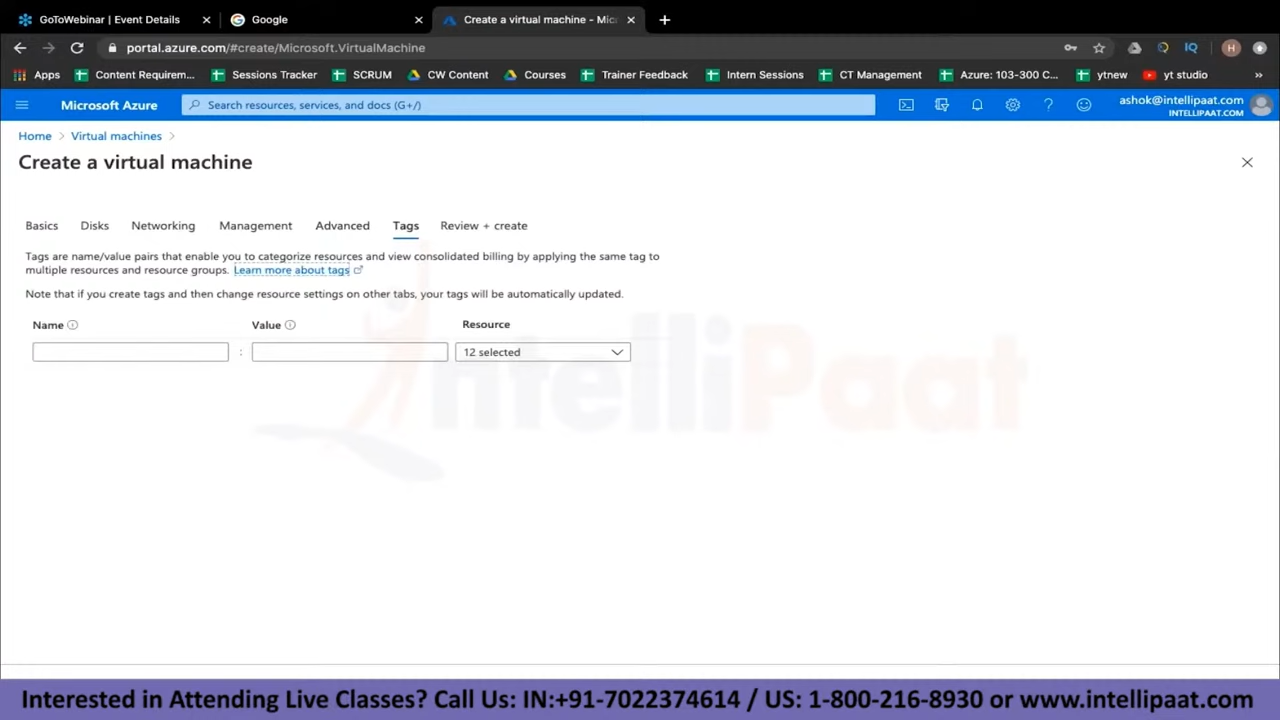 GoToWebinar | Event Details
Google
Create a virtual machine - Mic
portal.azure.com/#create/Microsoft.VirtualMachine
IQ
H
Apps
Content Requirem...
Sessions Tracker
SCRUM
CW Content
Courses
Trainer Feedback
Intern Sessions
CT Management
Azure: 103-300 C...
ytnew
yt studio
»
Microsoft Azure
Search resources, services, and docs (G+/)
ashok@intellipaat.com
INTELLIPAAT.COM
Home > Virtual machines >
Create a virtual machine
Basics Disks Networking Management Advanced Tags Review + create
Tags are name/value pairs that enable you to categorize resources and view consolidated billing by applying the same tag to
multiple resources and resource groups. Learn more about tags
Note that if you create tags and then change resource settings on other tabs, your tags will be automatically updated.
Name Value Resource
: 12 selected
IntelliPaat
Interested in Attending Live Classes? Call Us: IN:+91-7022374614 / US: 1-800-216-8930 or www.intellipaat.com